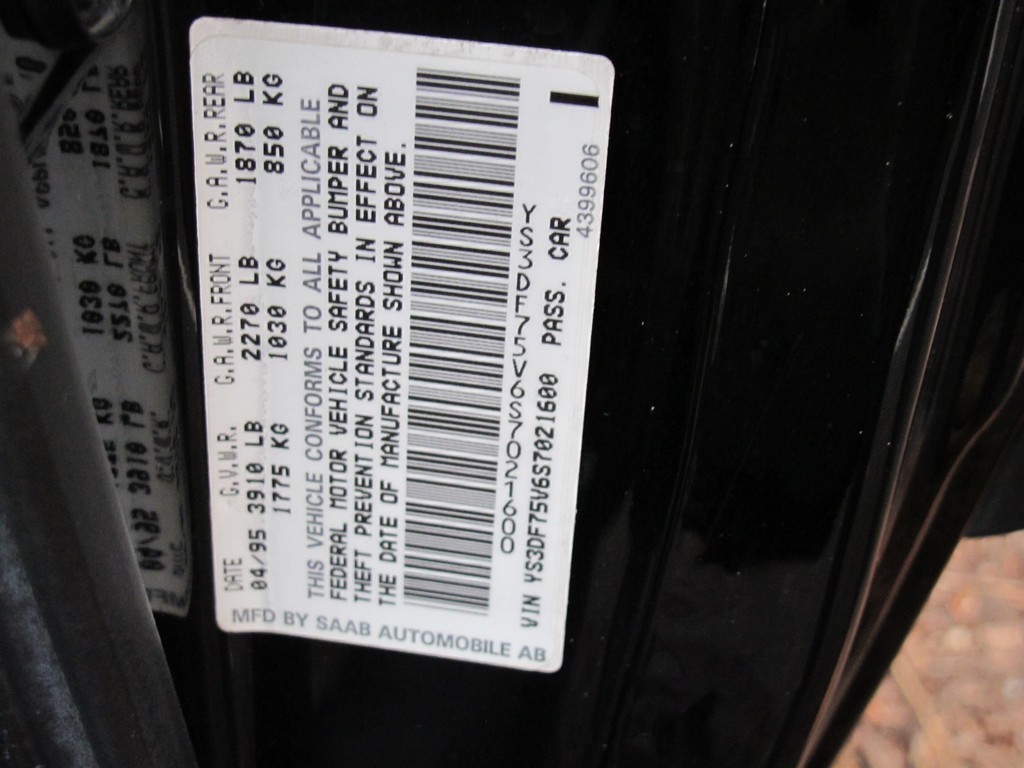 MFD BY SAAB AUTOMOBILE AB
DATE G.V.W.R. G.A.W.R.FRONT G.A.W.R.REAR
04/95 3910 LB 2270 LB 1870 LB
1775 KG 1030 KG 850 KG
THIS VEHICLE CONFORMS TO ALL APPLICABLE
FEDERAL MOTOR VEHICLE SAFETY BUMPER AND
THEFT PREVENTION STANDARDS IN EFFECT ON
THE DATE OF MANUFACTURE SHOWN ABOVE.
YS3DF75V6S7021600
VIN YS3DF75V6S7021600 PASS. CAR
4399606